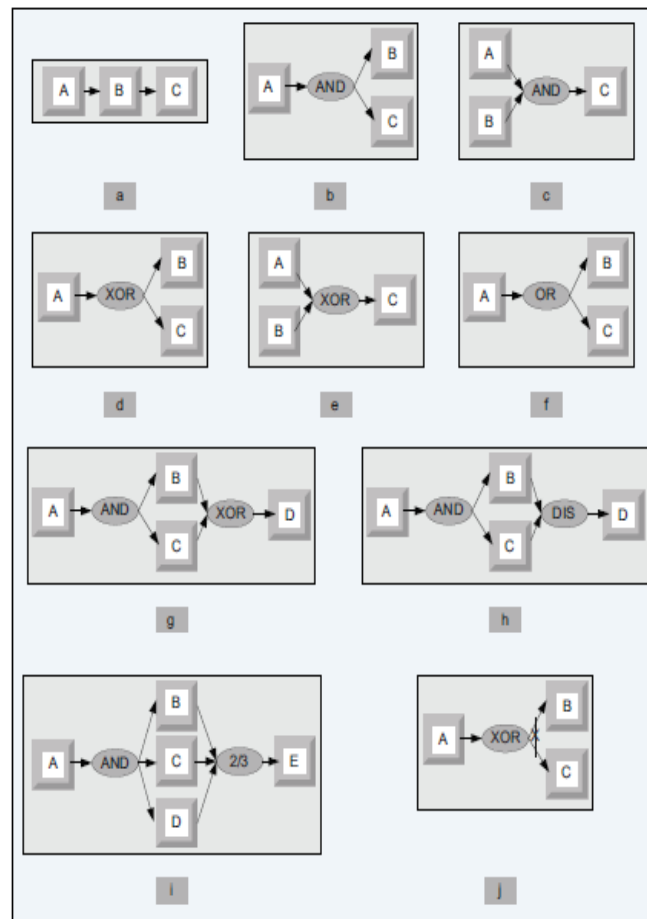 A B C
A AND B C
A B AND C
a b c
A XOR B C
A B XOR C
A OR B C
d e f
A AND B C XOR D
A AND B C DIS D
g h
A AND B C D 2/3 E
A XOR X B C
i j